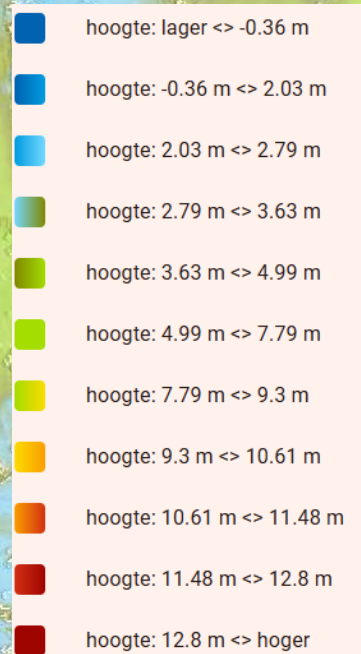 hoogte: lager <> -0.36 m
hoogte: -0.36 m <> 2.03 m
hoogte: 2.03 m <> 2.79 m
hoogte: 2.79 m <> 3.63 m
hoogte: 3.63 m <> 4.99 m
hoogte: 4.99 m <> 7.79 m
hoogte: 7.79 m <> 9.3 m
hoogte: 9.3 m <> 10.61 m
hoogte: 10.61 m <> 11.48 m
hoogte: 11.48 m <> 12.8 m
hoogte: 12.8 m <> hoger